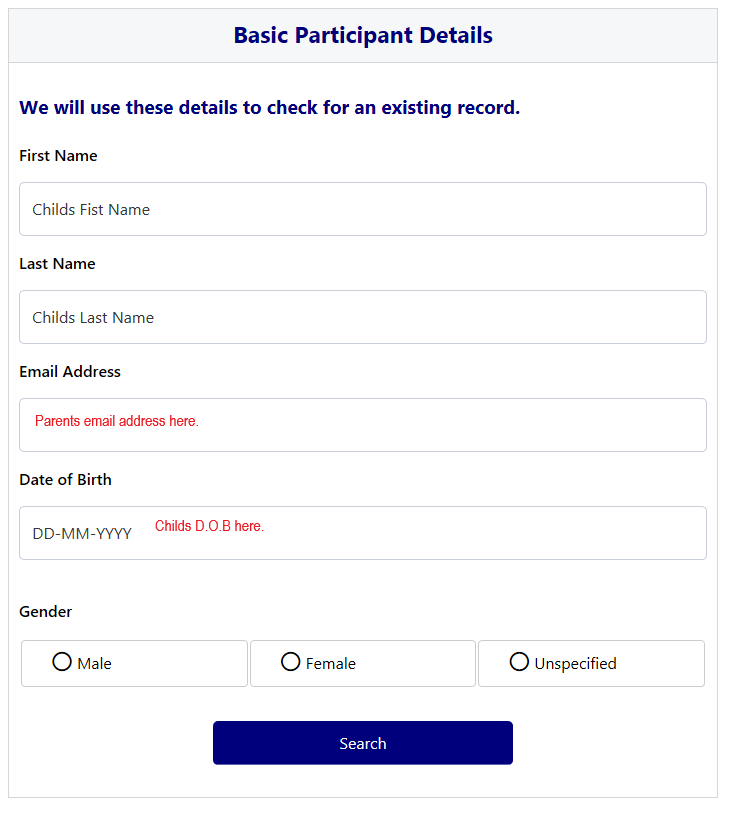 Basic Participant Details
We will use these details to check for an existing record.
First Name
Childs Fist Name
Last Name
Childs Last Name
Email Address
Parents email address here.
Date of Birth
DD-MM-YYYY Childs D.O.B here.
Gender
Male Female Unspecified
Search